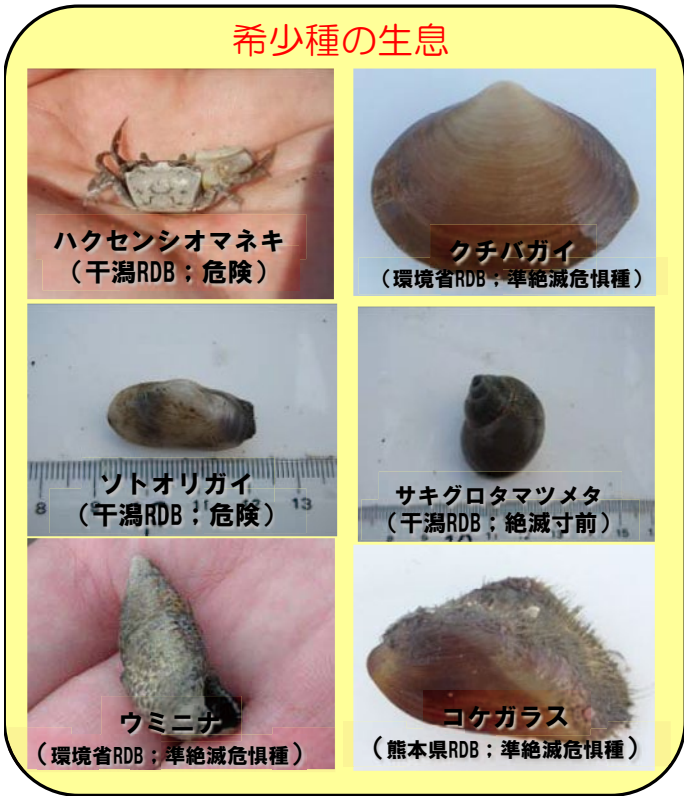 希少種の生息
ハクセンシオマネキ
（干潟RDB；危険）
クチバガイ
（環境省RDB；準絶滅危惧種）
ソトオリガイ
（干潟RDB；危険）
8 11 12 13
サキグロタマツメタ
（干潟RDB；絶滅寸前）
ウミニナ
（環境省RDB；準絶滅危惧種）
コケガラス
（熊本県RDB；準絶滅危惧種）